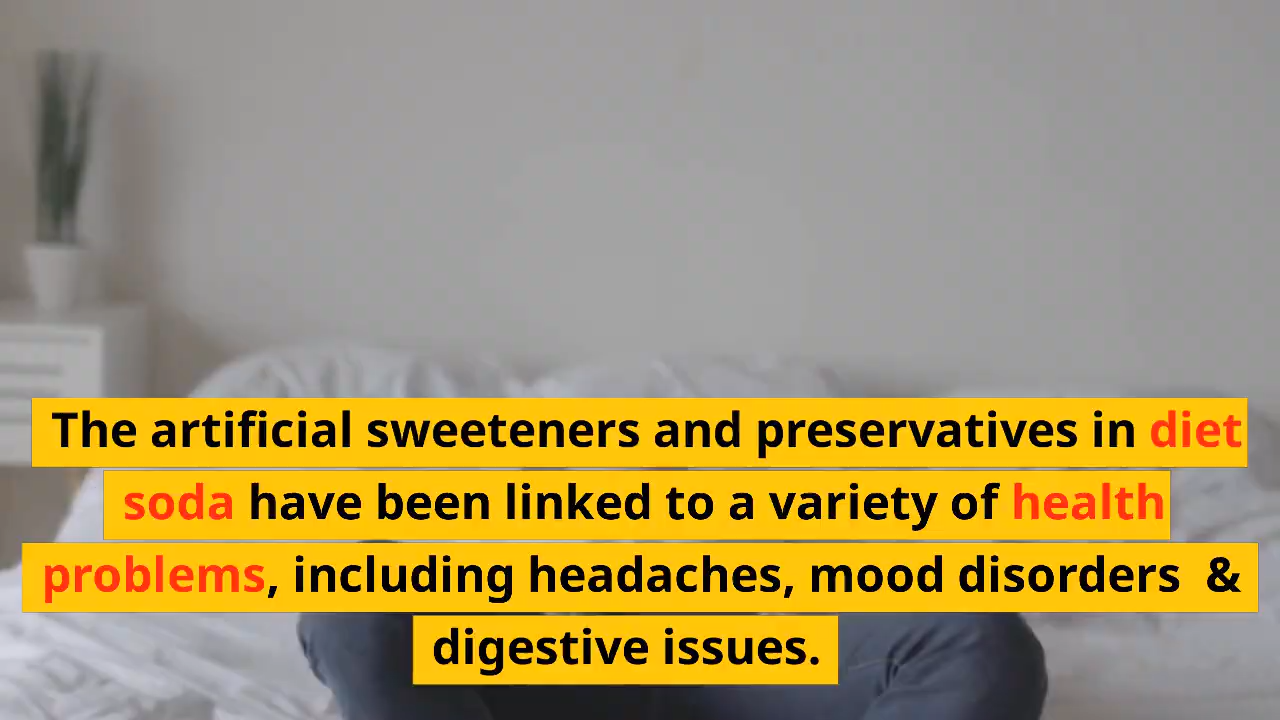 The artificial sweeteners and preservatives in diet
soda have been linked to a variety of health
problems, including headaches, mood disorders  &
digestive issues.